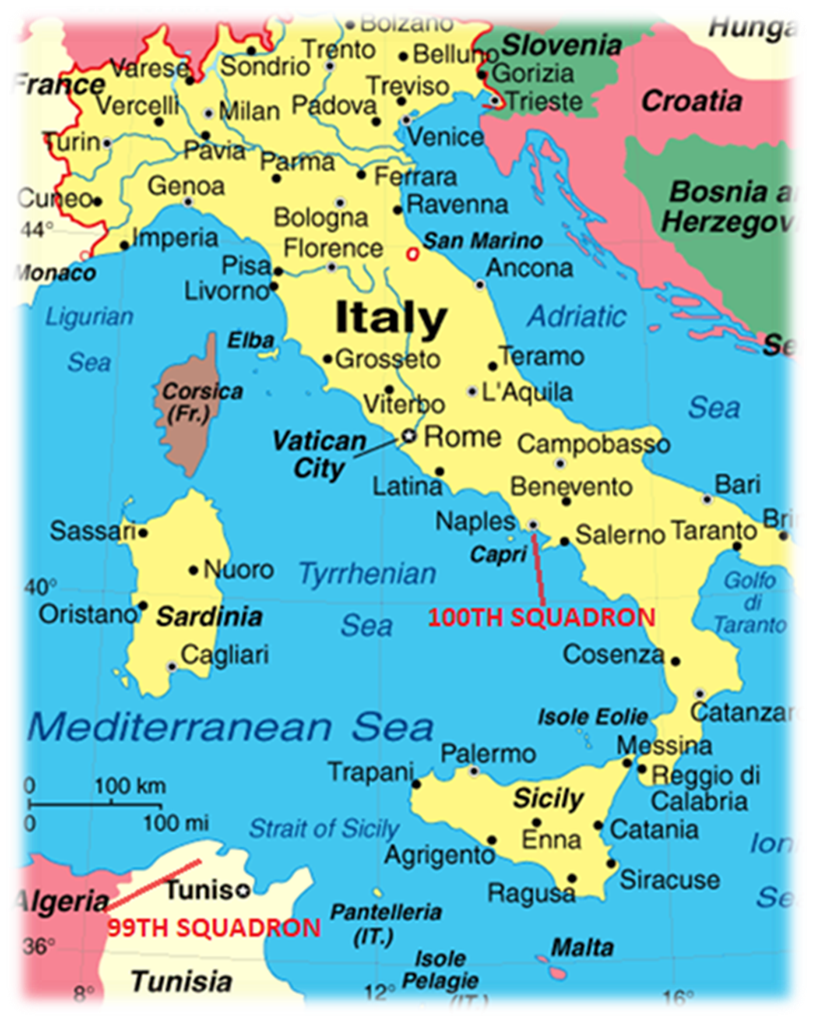 Bolzano
Hunga
Trento
Belluno
Slovenia
Varese
Sondrio
Gorizia
France
Treviso
Croatia
Vercelli
Milan
Padova
Trieste
Turin
Pavia
Venice
Parma
Ferrara
Genoa
Cuneo
Bosnia a
Herzegov
Bologna
Ravenna
44°
Imperia
San Marino
Florence
Monaco
Pisa
Ancona
Livorno
Ligurian
Sea
Italy
Adriatic
Sea
Elba
Se
Grosseto
Teramo
Corsica
(Fr.)
L'Aquila
Viterbo
Vatican
City
Rome
Campobasso
Latina
Benevento
Bari
Naples
Sassari
Salerno
Taranto
Bri
Capri
Nuoro
Tyrrhenian
Sea
Golfo
di
Taranto
40°
Oristano
Sardinia
100TH SQUADRON
Cagliari
Cosenza
Mediterranean Sea
Isole Eolie
Catanzar
Messina
Palermo
Trapani
Reggio di
Calabria
0 100 km
0 100 mi
Sicily
Strait of Sicily
Enna
Catania
Ion
Se
Agrigento
Siracuse
Ragusa
Algeria
Tunis
Pantelleria
(IT.)
99TH SQUADRON
36°
Malta
Isole
Pelagie
(IT.)
Tunisia
8°
12°
16°